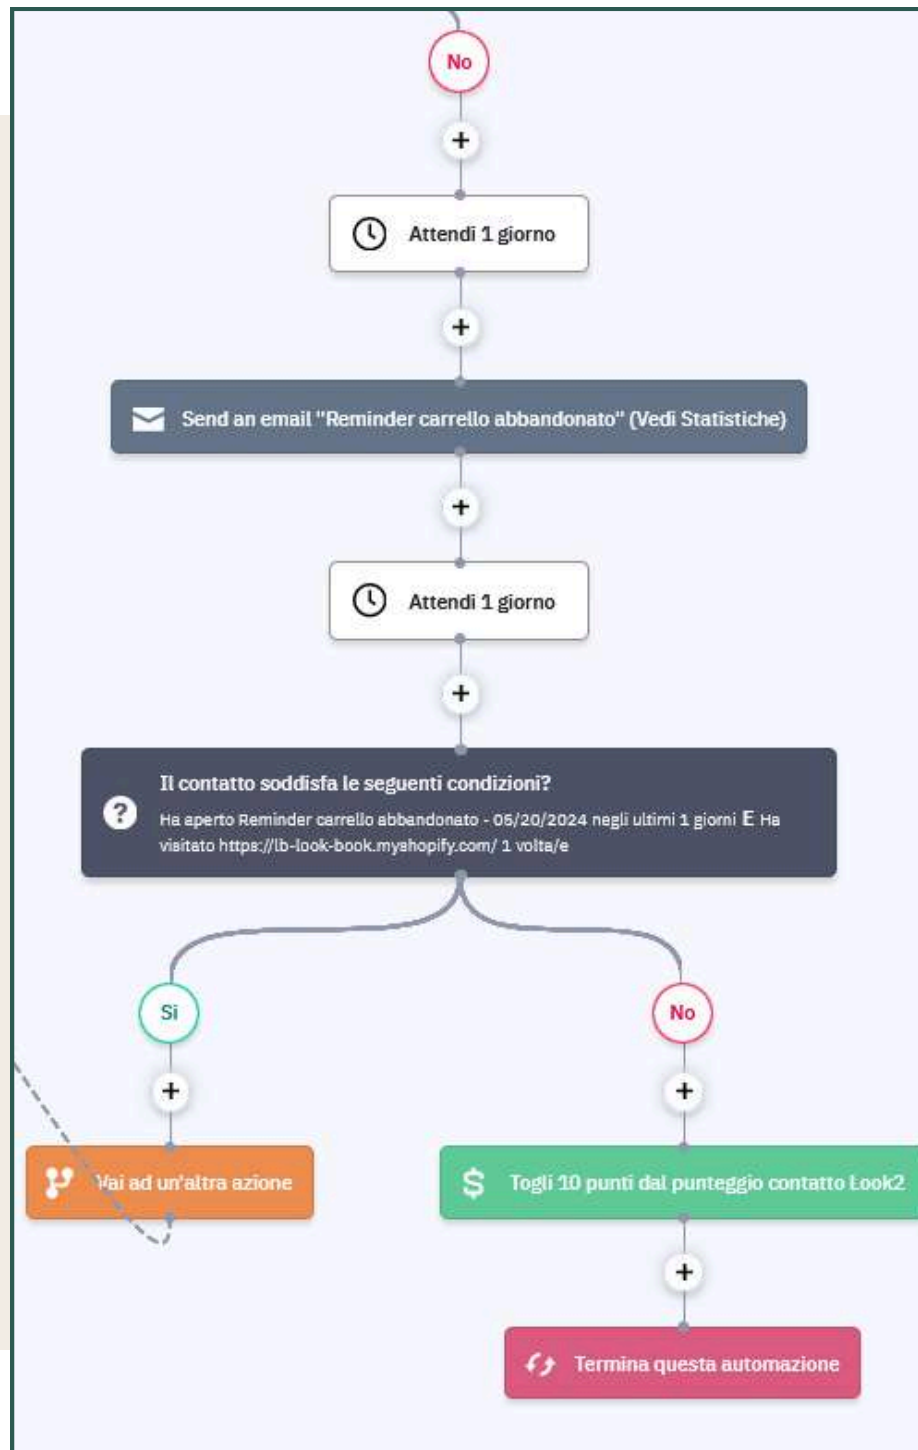 No
+
Attendi 1 giorno
+
Send an email "Reminder carrello abbandonato" (Vedi Statistiche)
+
Attendi 1 giorno
+
Il contatto soddisfa le seguenti condizioni?
?
Ha aperto Reminder carrello abbandonato - 05/20/2024 negli ultimi 1 giorni E Ha
visitato https://lb-look-book.myshopify.com/ 1 volta/e
Si
No
+
+
Vai ad un'altra azione
$ Togli 10 punti dal punteggio contatto Look2
+
Termina questa automazione